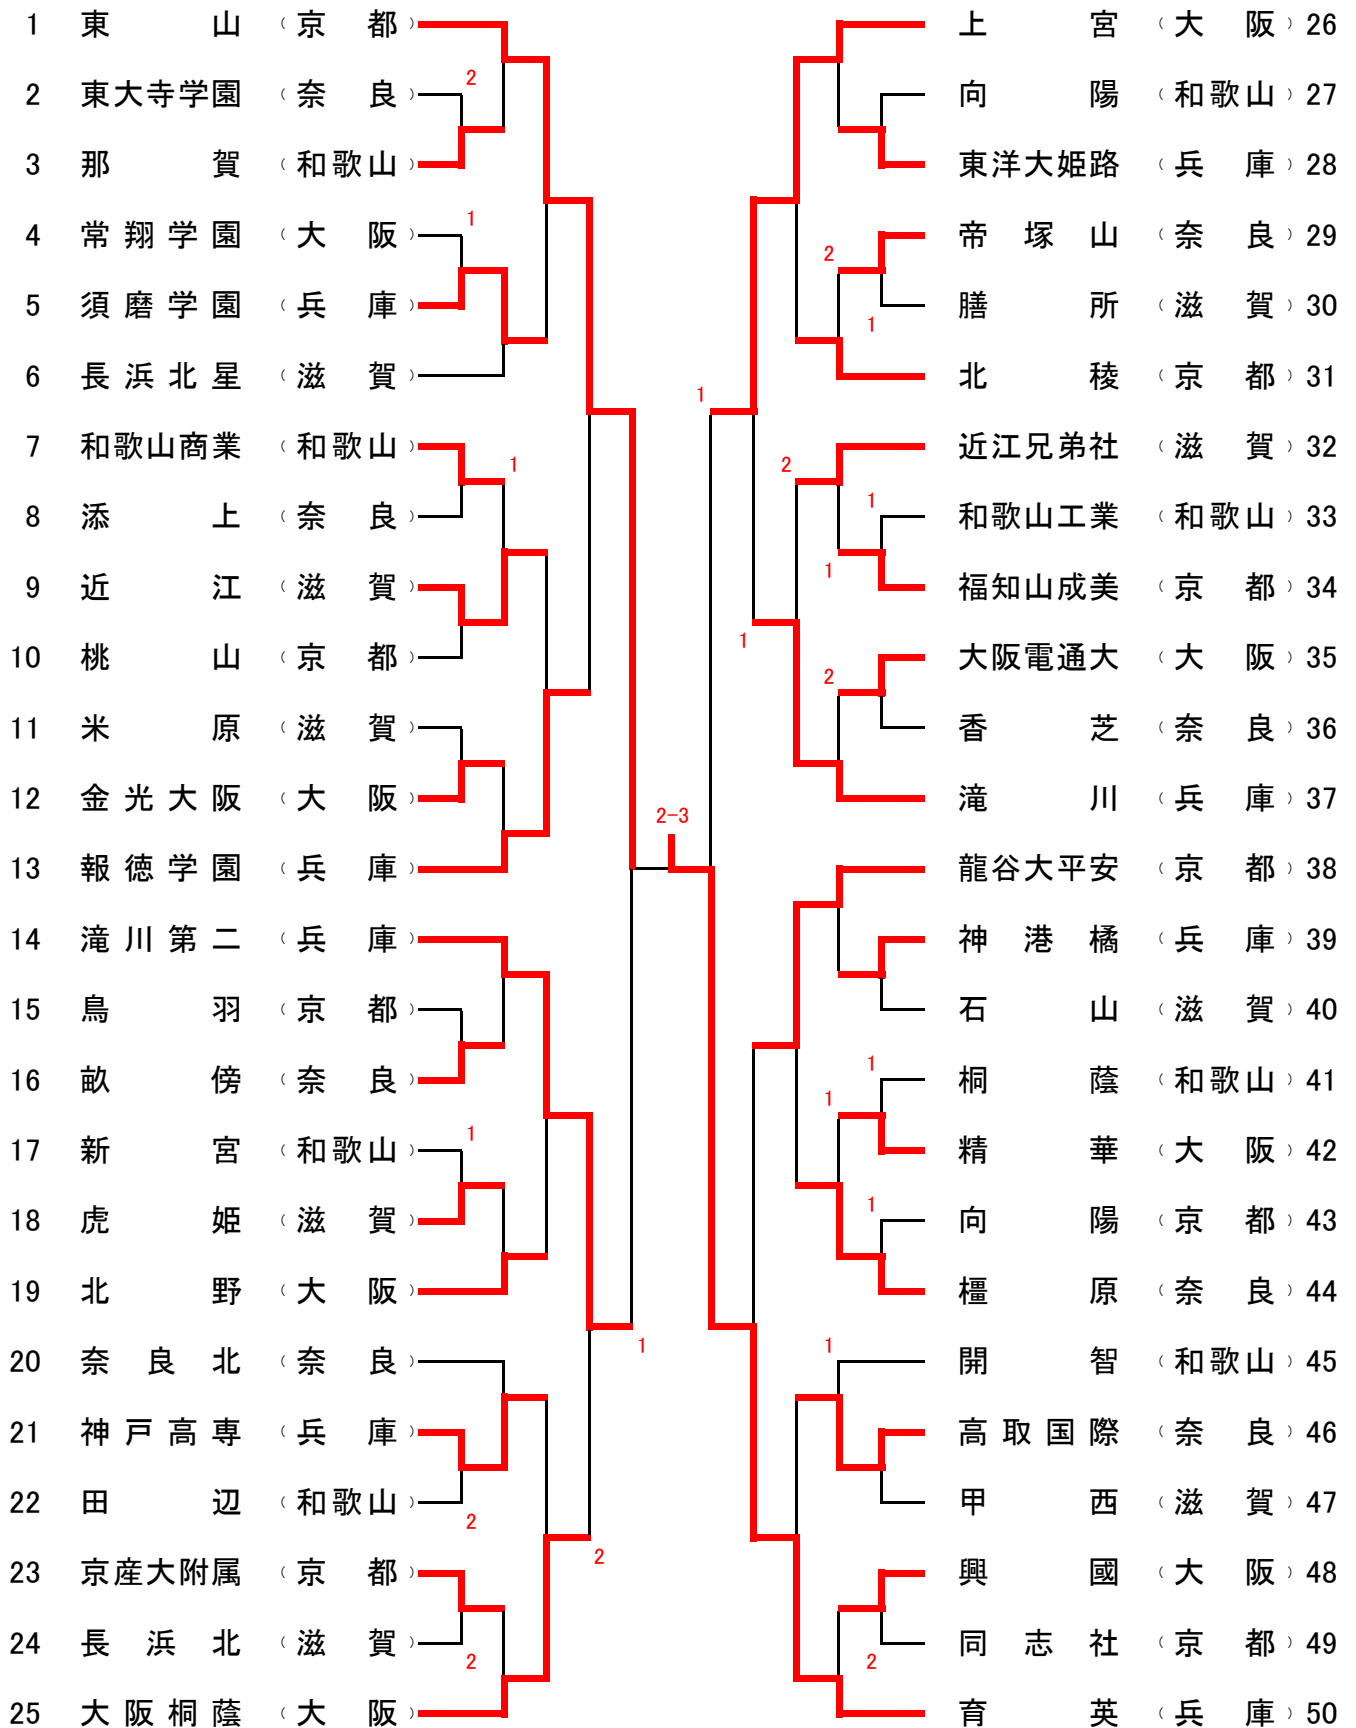 1 東山 (京都)
2 東大寺学園 (奈良)
2
3 那賀 (和歌山)
4 常翔学園 (大阪)
1
5 須磨学園 (兵庫)
6 長浜北星 (滋賀)
7 和歌山商業 (和歌山)
1
8 添上 (奈良)
9 近江 (滋賀)
10 桃山 (京都)
11 米原 (滋賀)
12 金光大阪 (大阪)
13 報徳学園 (兵庫)
14 滝川第二 (兵庫)
15 鳥羽 (京都)
16 畝傍 (奈良)
17 新宮 (和歌山)
1
18 虎姫 (滋賀)
19 北野 (大阪)
1
20 奈良北 (奈良)
21 神戸高専 (兵庫)
22 田辺 (和歌山)
2
23 京産大附属 (京都)
2
24 長浜北 (滋賀)
2
25 大阪桐蔭 (大阪)
2-3
上宮 (大阪) 26
向陽 (和歌山) 27
東洋大姫路 (兵庫) 28
帝塚山 (奈良) 29
2
膳所 (滋賀) 30
1
北稜 (京都) 31
1
近江兄弟社 (滋賀) 32
2
和歌山工業 (和歌山) 33
1
福知山成美 (京都) 34
1
1
大阪電通大 (大阪) 35
2
香芝 (奈良) 36
滝川 (兵庫) 37
龍谷大平安 (京都) 38
神港橘 (兵庫) 39
石山 (滋賀) 40
桐蔭 (和歌山) 41
1
1
精華 (大阪) 42
向陽 (京都) 43
1
橿原 (奈良) 44
開智 (和歌山) 45
1
高取国際 (奈良) 46
甲西 (滋賀) 47
興國 (大阪) 48
同志社 (京都) 49
2
育英 (兵庫) 50